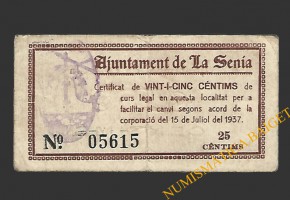 Ajuntament de La Senia
Certificat de VINT-I-CINC CÈNTIMS de
curs legal en aquesta localitat per a
facilitar el canvi segons acord de la
corporació del 15 de Juliol del 1937.
Nº 05615
25
CÈNTIMS